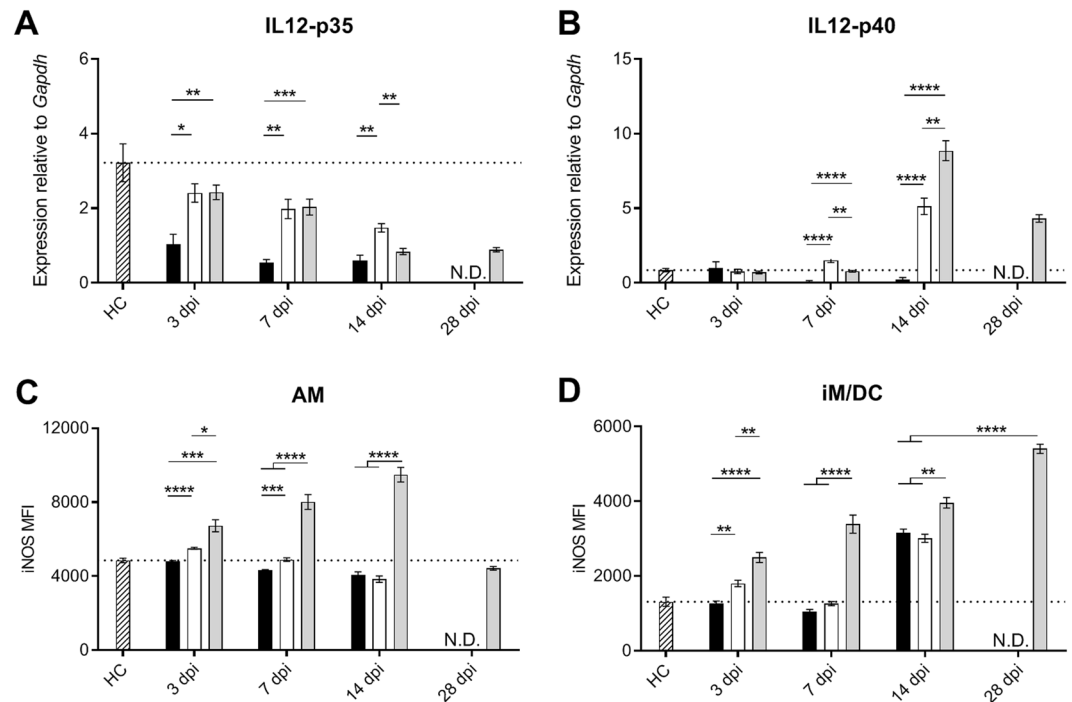 A
IL12-p35
Expression relative to Gapdh
6
4
2
0
** 
*
***
**
**
**
N.D.
HC
3 dpi
7 dpi
14 dpi
28 dpi
B
IL12-p40
Expression relative to Gapdh
15
10
5
0
****
**
****
****
**
****
N.D.
HC
3 dpi
7 dpi
14 dpi
28 dpi
C
AM
iNOS MFI
12000
8000
4000
0
*
***
****
****
***
****
N.D.
HC
3 dpi
7 dpi
14 dpi
28 dpi
D
iM/DC
iNOS MFI
6000
4000
2000
0
**
****
**
****
****
**
N.D.
HC
3 dpi
7 dpi
14 dpi
28 dpi